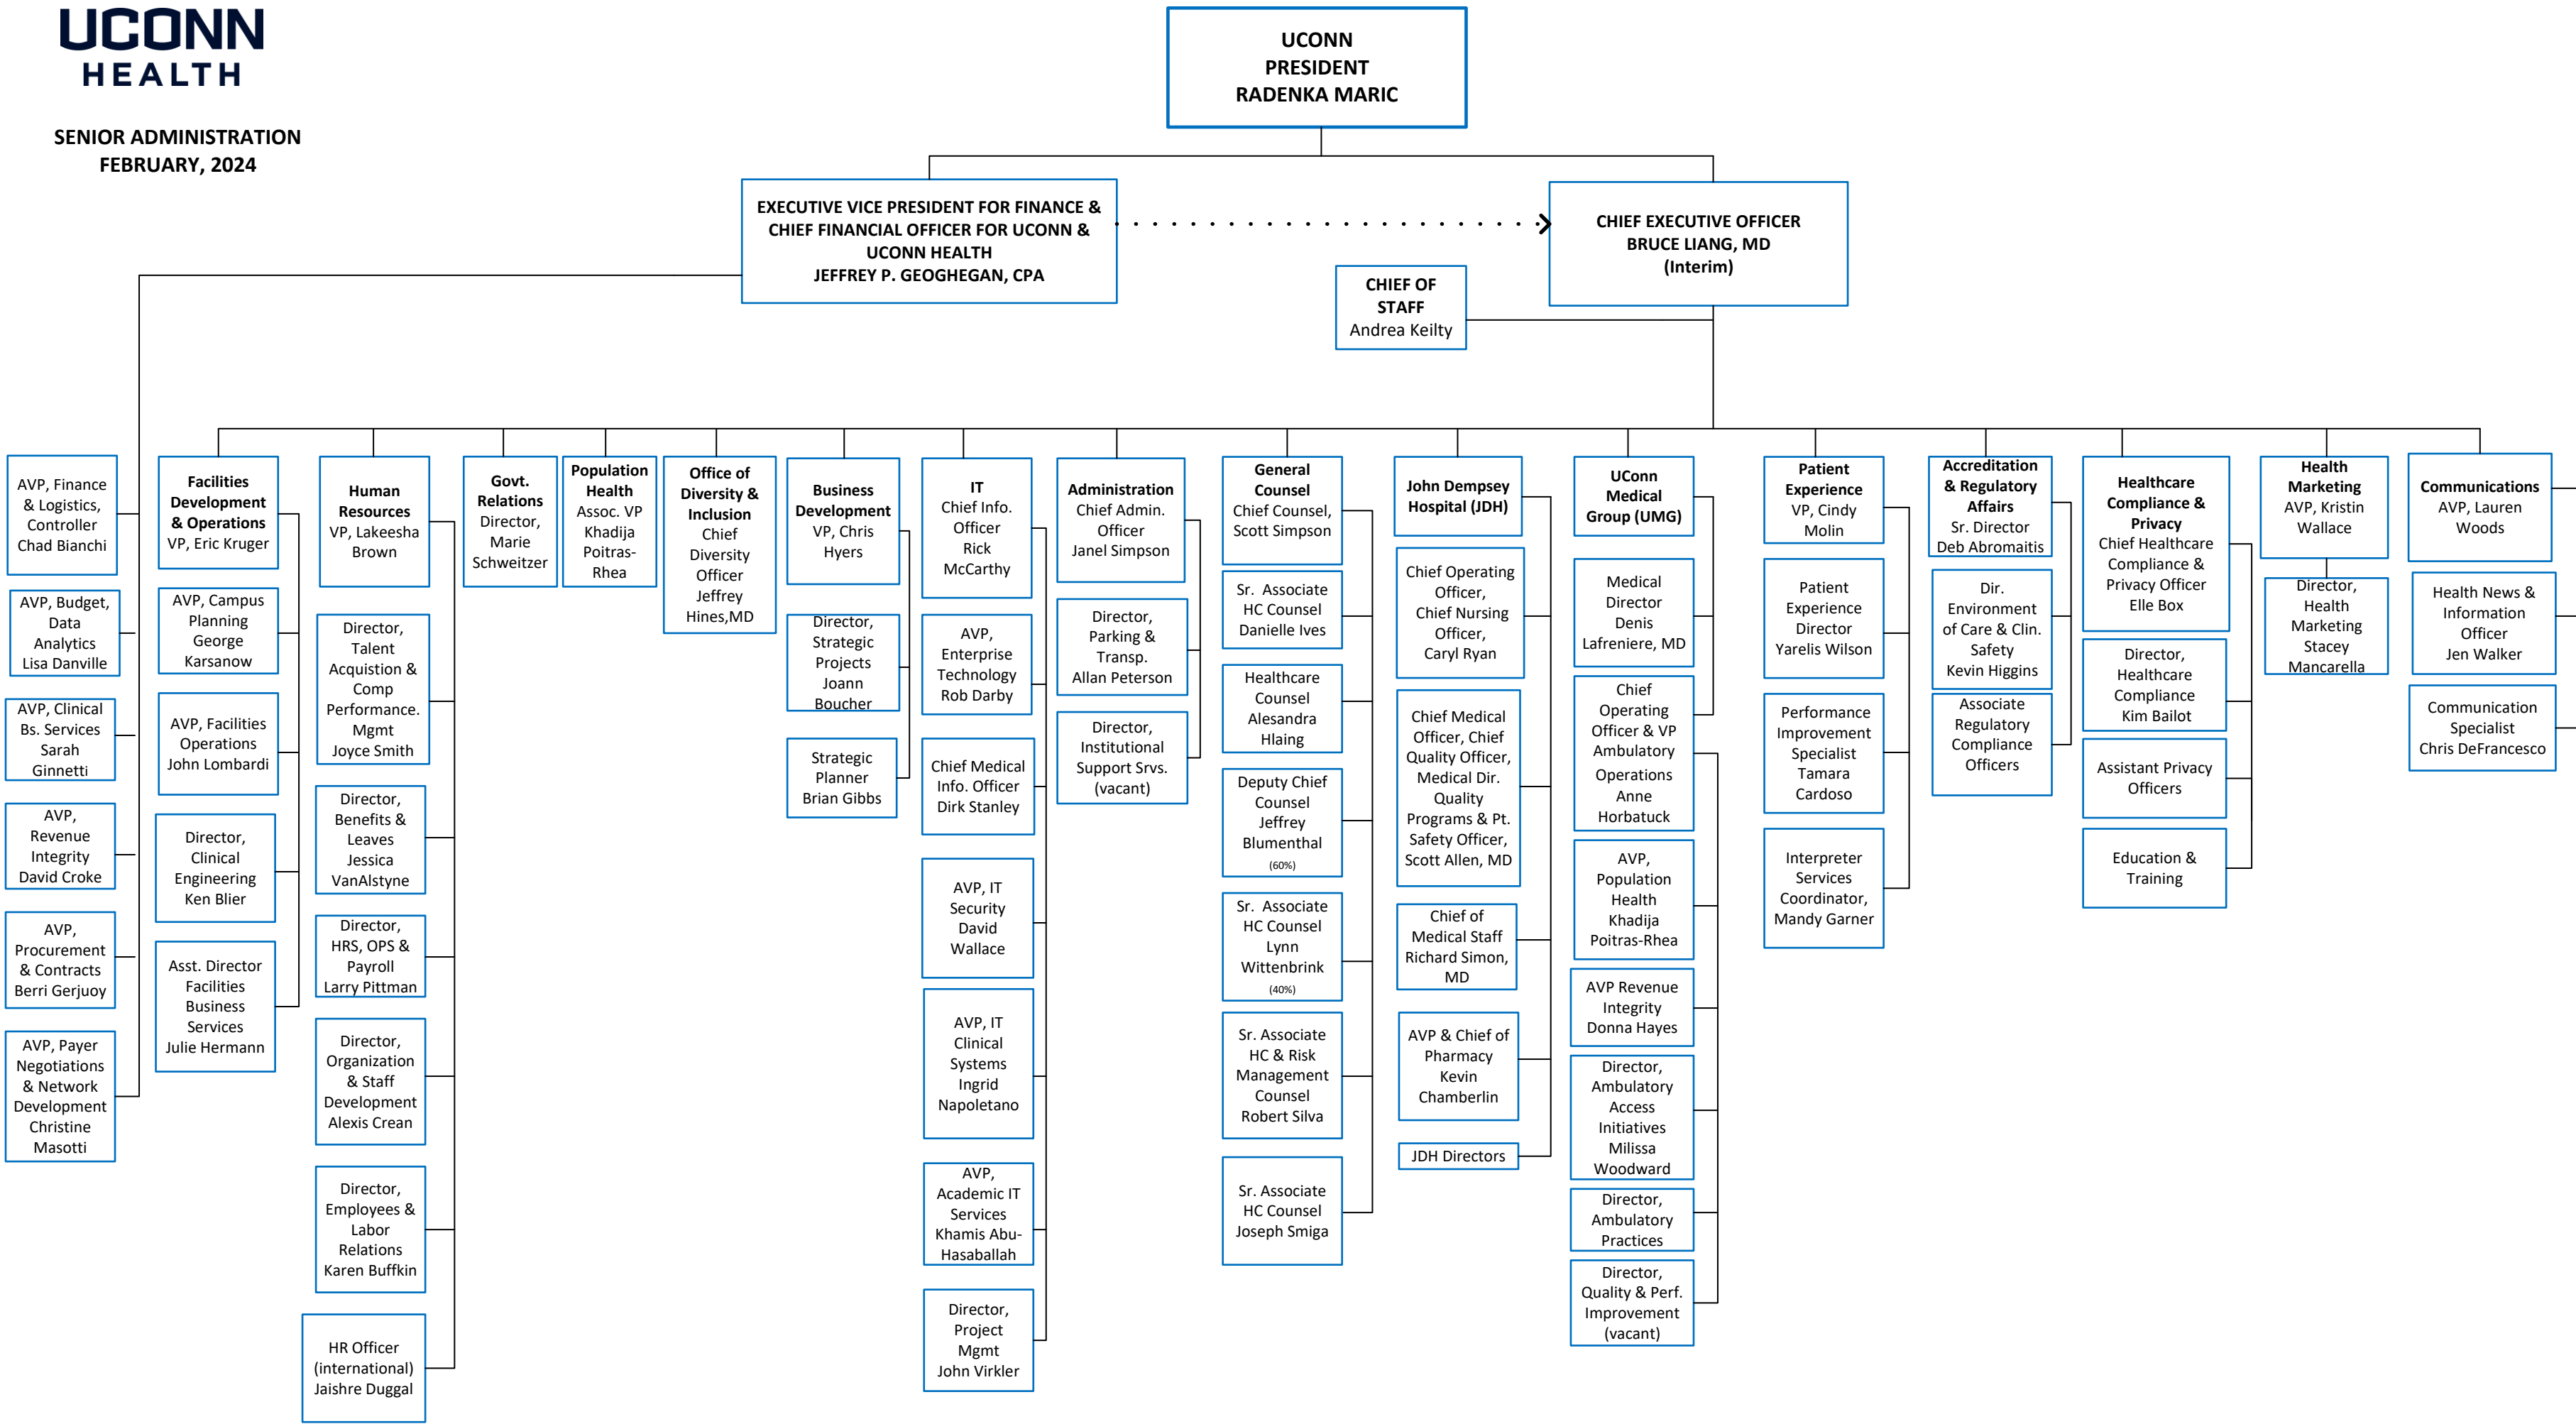 UCONN
HEALTH
SENIOR ADMINISTRATION
FEBRUARY, 2024
UCONN
PRESIDENT
RADENKA MARIC
EXECUTIVE VICE PRESIDENT FOR FINANCE &
CHIEF FINANCIAL OFFICER FOR UCONN &
UCONN HEALTH
JEFFREY P. GEOGHEGAN, CPA
CHIEF EXECUTIVE OFFICER
BRUCE LIANG, MD
(Interim)
CHIEF OF
STAFF
Andrea Keilty
AVP, Finance
& Logistics,
Controller
Chad Bianchi
AVP, Budget,
Data
Analytics
Lisa Danville
AVP, Clinical
Bs. Services
Sarah
Ginnetti
AVP,
Revenue
Integrity
David Croke
AVP,
Procurement
& Contracts
Berri Gerjuoy
AVP, Payer
Negotiations
& Network
Development
Christine
Masotti
Facilities
Development
& Operations
VP, Eric Kruger
AVP, Campus
Planning
George
Karsanow
AVP, Facilities
Operations
John Lombardi
Director,
Clinical
Engineering
Ken Blier
Asst. Director
Facilities
Business
Services
Julie Hermann
Human
Resources
VP, Lakeesha
Brown
Director,
Talent
Acquistion &
Comp
Performance.
Mgmt
Joyce Smith
Director,
Benefits &
Leaves
Jessica
VanAlstyne
Director,
HRS, OPS &
Payroll
Larry Pittman
Director,
Organization
& Staff
Development
Alexis Crean
Director,
Employees &
Labor
Relations
Karen Buffkin
HR Officer
(international)
Jaishre Duggal
Govt.
Relations
Director,
Marie
Schweitzer
Population
Health
Assoc. VP
Khadija
Poitras-
Rhea
Office of
Diversity &
Inclusion
Chief
Diversity
Officer
Jeffrey
Hines,MD
Business
Development
VP, Chris
Hyers
Director,
Strategic
Projects
Joann
Boucher
Strategic
Planner
Brian Gibbs
IT
Chief Info.
Officer
Rick
McCarthy
AVP,
Enterprise
Technology
Rob Darby
Chief Medical
Info. Officer
Dirk Stanley
AVP, IT
Security
David
Wallace
AVP, IT
Clinical
Systems
Ingrid
Napoletano
AVP,
Academic IT
Services
Khamis Abu-
Hasaballah
Director,
Project
Mgmt
John Virkler
Administration
Chief Admin.
Officer
Janel Simpson
Director,
Parking &
Transp.
Allan Peterson
Director,
Institutional
Support Srvs.
(vacant)
General
Counsel
Chief Counsel,
Scott Simpson
Sr. Associate
HC Counsel
Danielle Ives
Healthcare
Counsel
Alesandra
Hlaing
Deputy Chief
Counsel
Jeffrey
Blumenthal
(60%)
Sr. Associate
HC Counsel
Lynn
Wittenbrink
(40%)
Sr. Associate
HC & Risk
Management
Counsel
Robert Silva
Sr. Associate
HC Counsel
Joseph Smiga
John Dempsey
Hospital (JDH)
Chief Operating
Officer,
Chief Nursing
Officer,
Caryl Ryan
Chief Medical
Officer, Chief
Quality Officer,
Medical Dir.
Quality
Programs & Pt.
Safety Officer,
Scott Allen, MD
Chief of
Medical Staff
Richard Simon,
MD
AVP & Chief of
Pharmacy
Kevin
Chamberlin
JDH Directors
UConn
Medical
Group (UMG)
Medical
Director
Denis
Lafreniere, MD
Chief
Operating
Officer & VP
Ambulatory
Operations
Anne
Horbatuck
AVP,
Population
Health
Khadija
Poitras-Rhea
AVP Revenue
Integrity
Donna Hayes
Director,
Ambulatory
Access
Initiatives
Milissa
Woodward
Director,
Ambulatory
Practices
Director,
Quality & Perf.
Improvement
(vacant)
Patient
Experience
VP, Cindy
Molin
Patient
Experience
Director
Yarelis Wilson
Performance
Improvement
Specialist
Tamara
Cardoso
Interpreter
Services
Coordinator,
Mandy Garner
Accreditation
& Regulatory
Affairs
Sr. Director
Deb Abromaitis
Dir.
Environment
of Care & Clin.
Safety
Kevin Higgins
Associate
Regulatory
Compliance
Officers
Healthcare
Compliance &
Privacy
Chief Healthcare
Compliance &
Privacy Officer
Elle Box
Director,
Healthcare
Compliance
Kim Bailot
Assistant Privacy
Officers
Education &
Training
Health
Marketing
AVP, Kristin
Wallace
Director,
Health
Marketing
Stacey
Mancarella
Communications
AVP, Lauren
Woods
Health News &
Information
Officer
Jen Walker
Communication
Specialist
Chris DeFrancesco